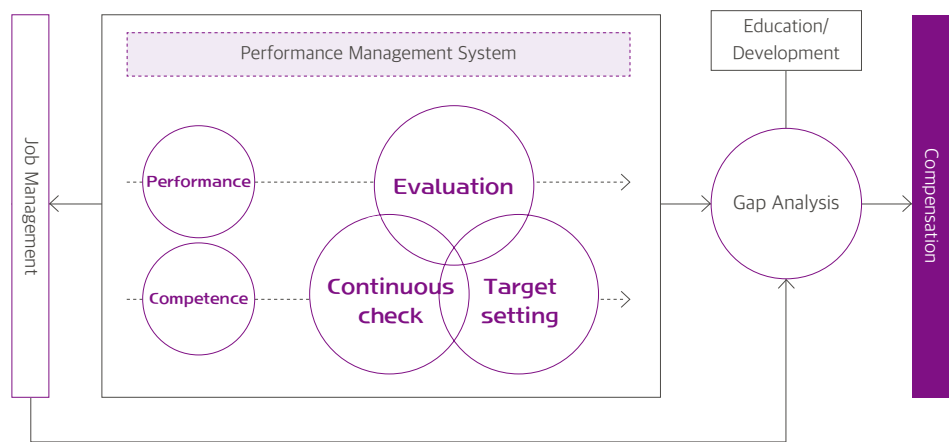 Job Management
Performance Management System
Performance
Competence
Evaluation
Continuous
check
Target
setting
Education/
Development
Gap Analysis
Compensation